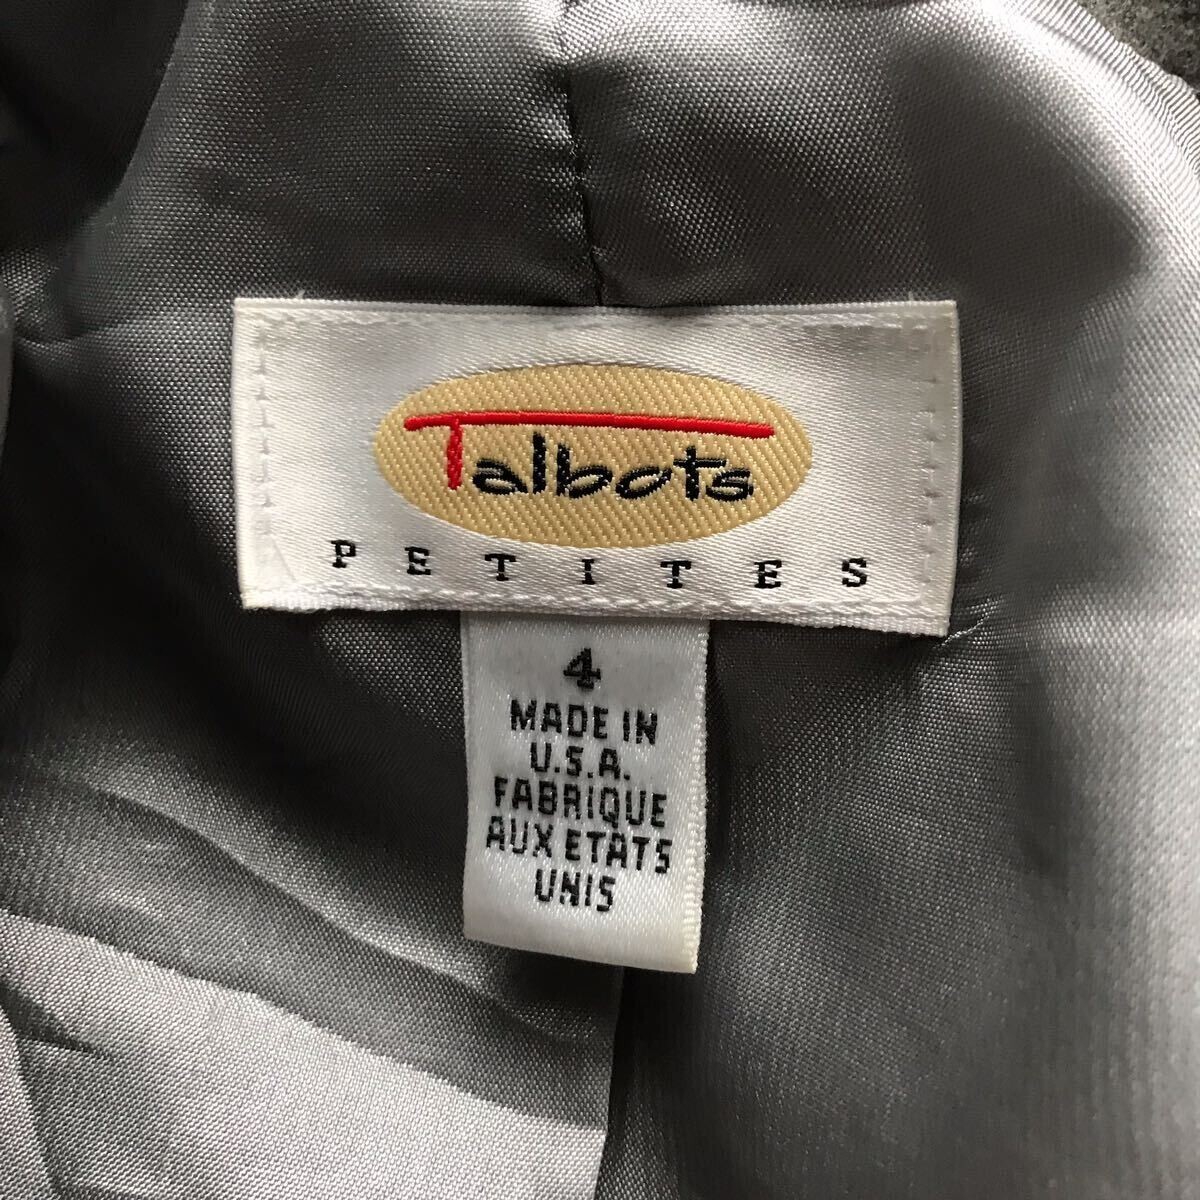 Talbots
PETITES
4
MADE IN
U.S.A.
FABRIQUE
AUX ETATS
UNIS